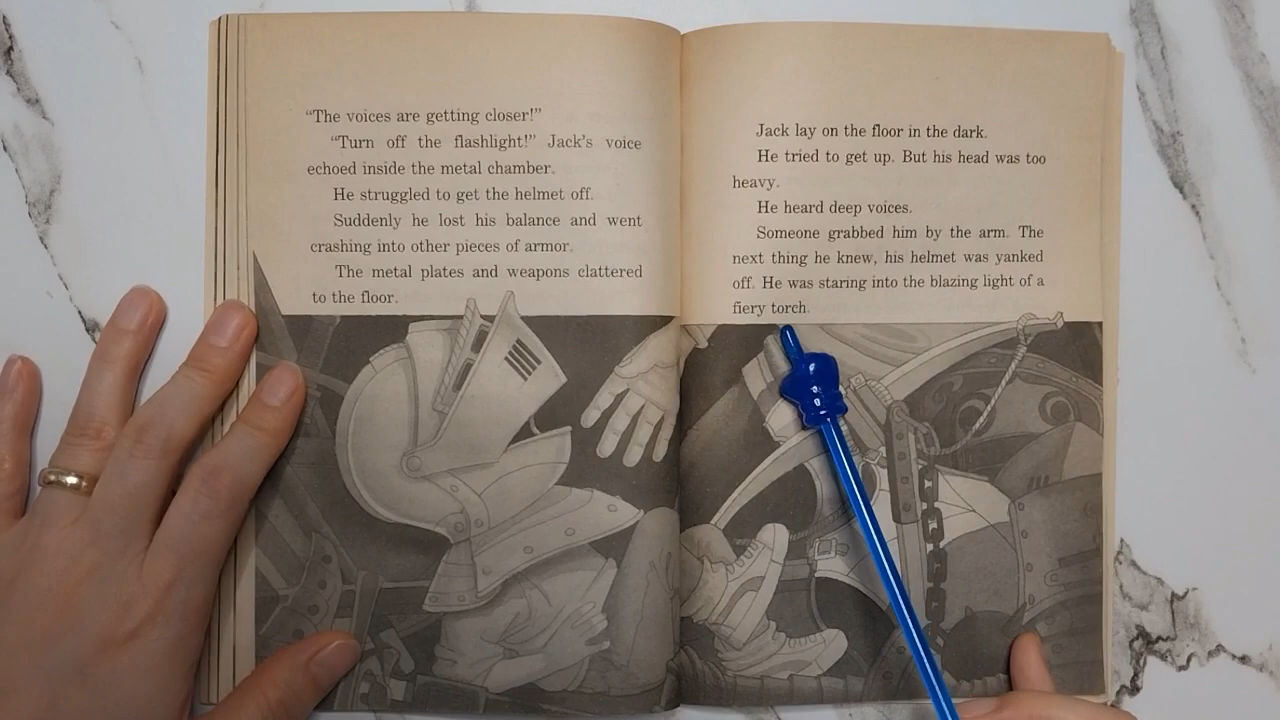 “The voices are getting closer!”
“Turn off the flashlight!” Jack’s voice
echoed inside the metal chamber.
He struggled to get the helmet off.
Suddenly he lost his balance and went
crashing into other pieces of armor.
The metal plates and weapons clattered
to the floor.
Jack lay on the floor in the dark.
He tried to get up. But his head was too
heavy.
He heard deep voices.
Someone grabbed him by the arm. The
next thing he knew, his helmet was yanked
off. He was staring into the blazing light of a
fiery torch.